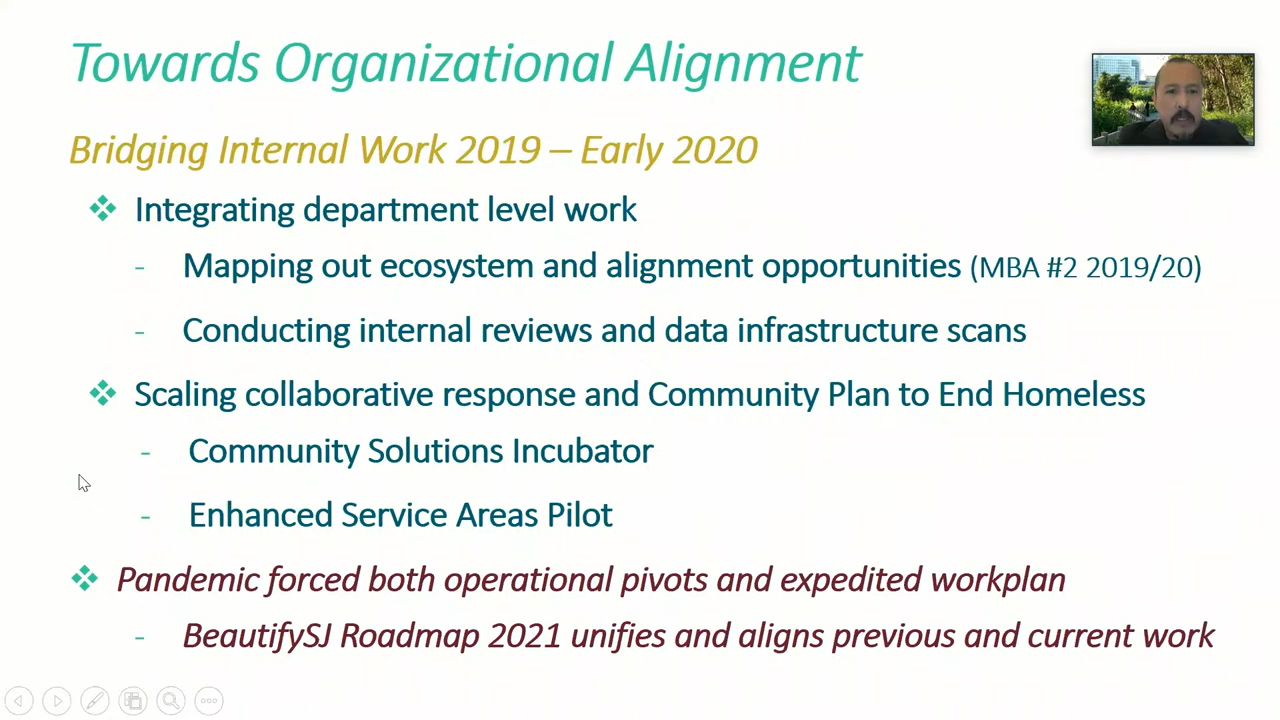 Towards Organizational Alignment
Bridging Internal Work 2019 – Early 2020
Integrating department level work
- Mapping out ecosystem and alignment opportunities (MBA #2 2019/20)
- Conducting internal reviews and data infrastructure scans
Scaling collaborative response and Community Plan to End Homeless
- Community Solutions Incubator
- Enhanced Service Areas Pilot
Pandemic forced both operational pivots and expedited workplan
- BeautifySJ Roadmap 2021 unifies and aligns previous and current work